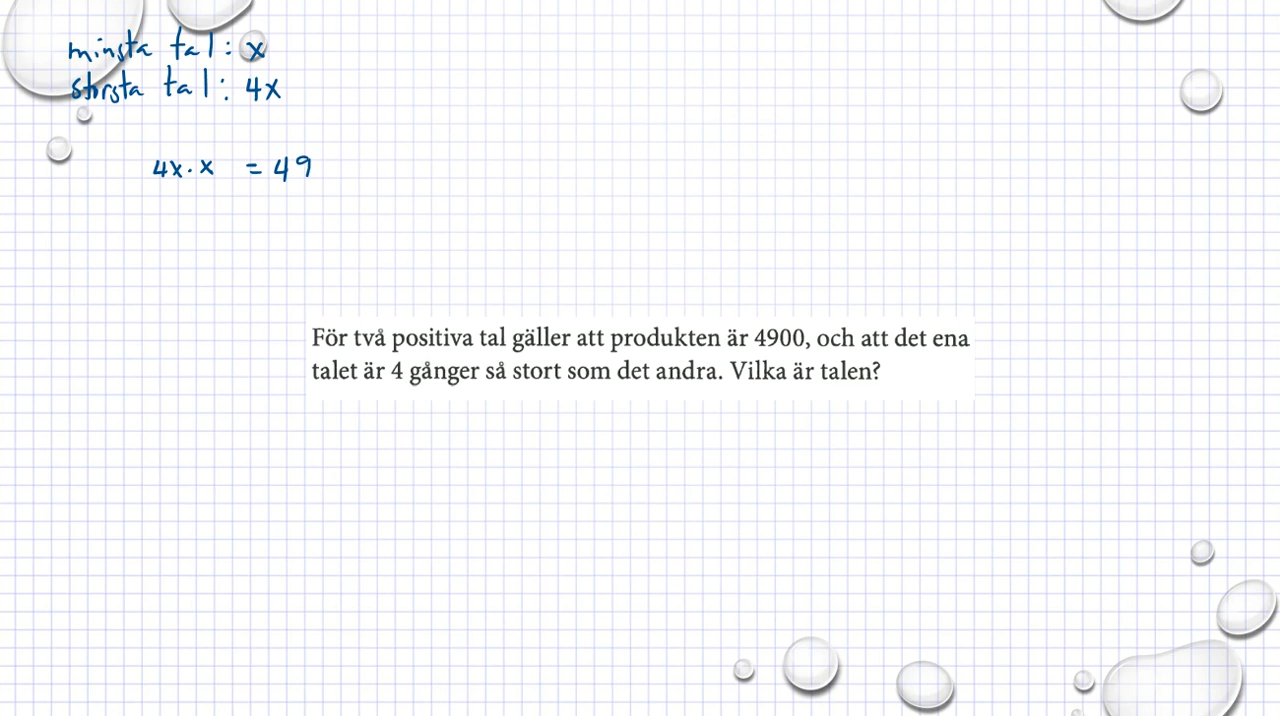 minsta tal: x
största tal: 4x
4x · x = 49
För två positiva tal gäller att produkten är 4900, och att det ena
talet är 4 gånger så stort som det andra. Vilka är talen?